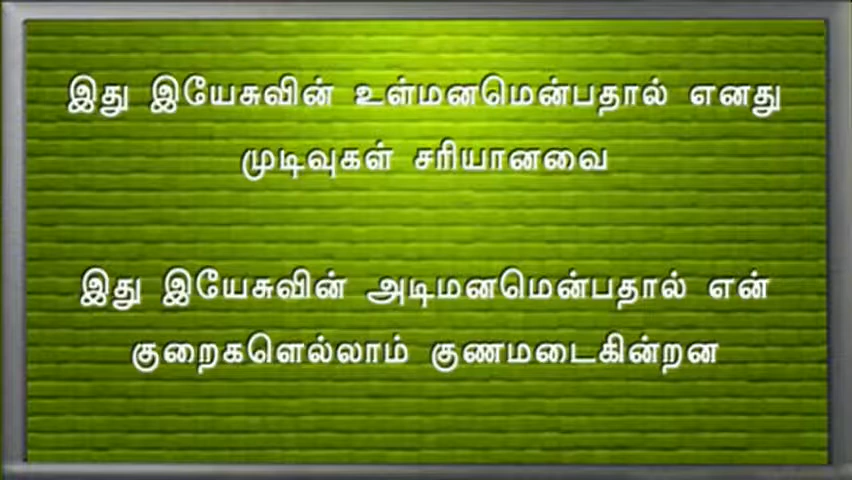 இது இயேசுவின் உள்மனமென்பதால் எனது
முடிவுகள் சரியானவை
இது இயேசுவின் அடிமனமென்பதால் என்
குறைகளெல்லாம் குணமடைகின்றன